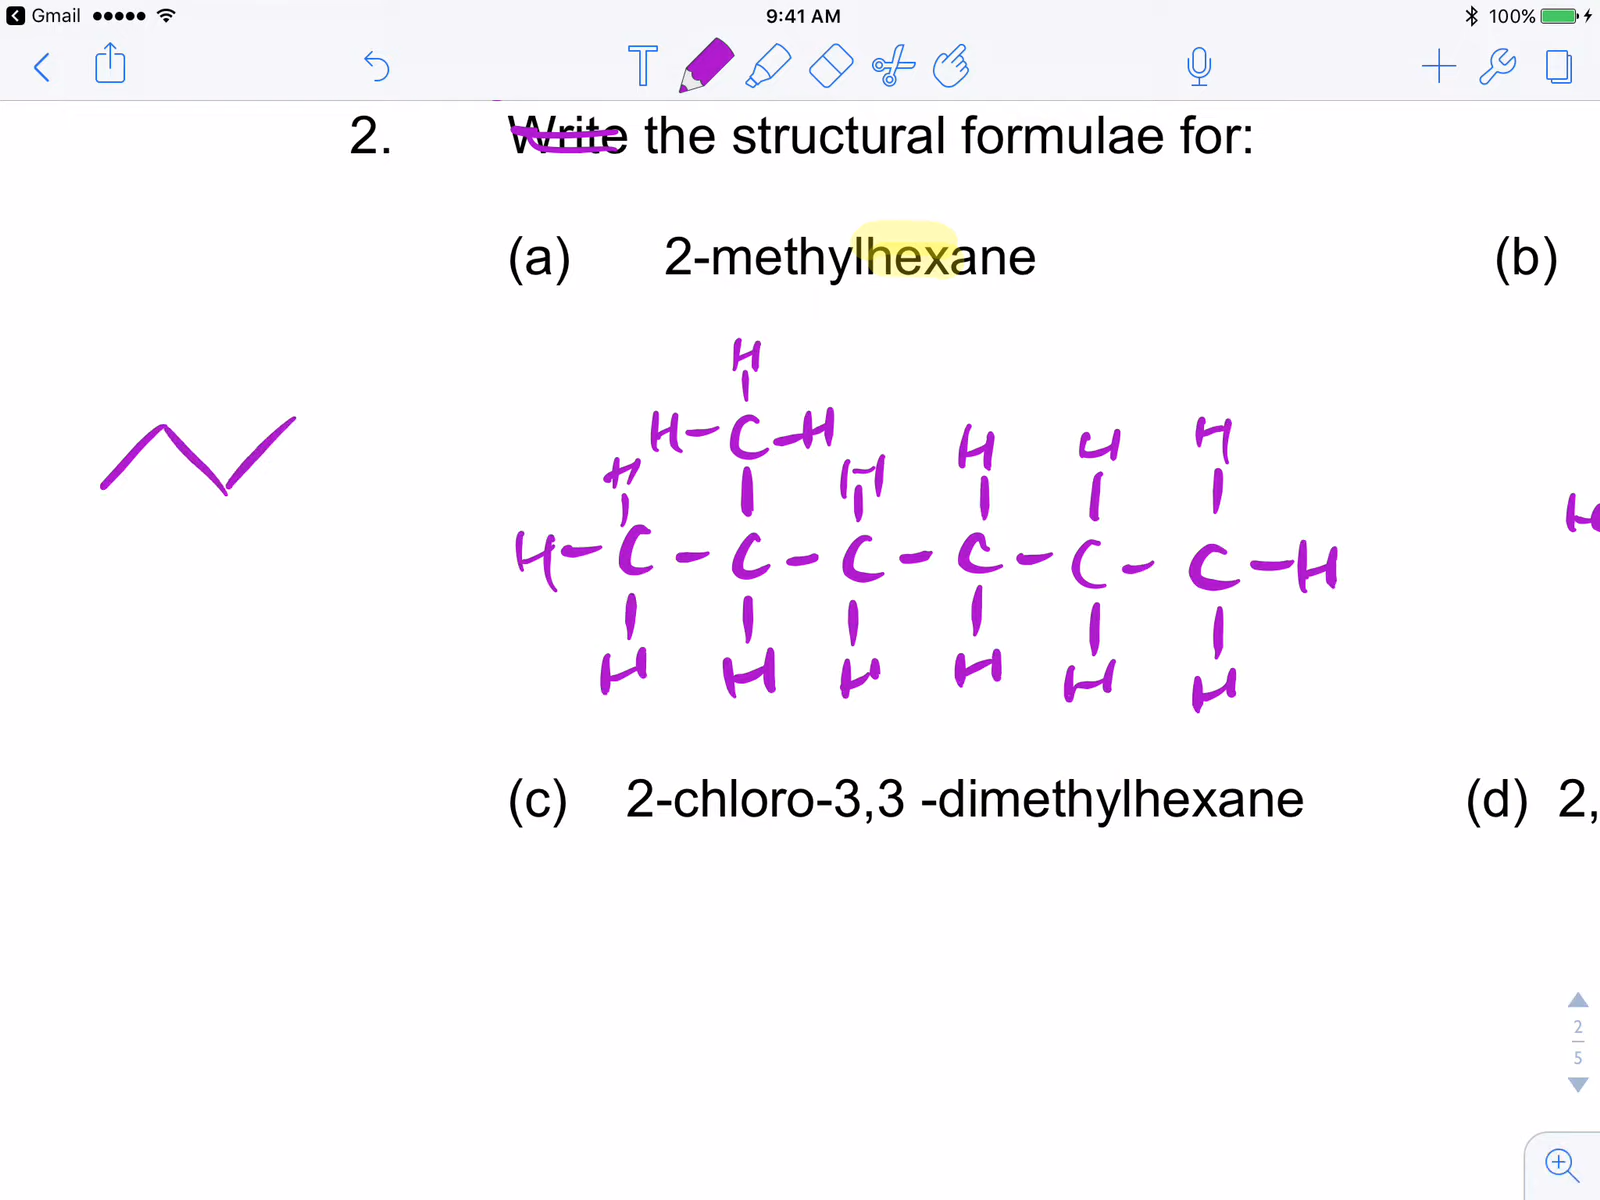 Gmail 9:41 AM 100%
T
2. Write the structural formulae for:
(a) 2-methylhexane (b)
H
H-C-H H H H
H H
H-C-C-C-C-C-C-H
H H H H H H
(c) 2-chloro-3,3 -dimethylhexane (d) 2,
2
5